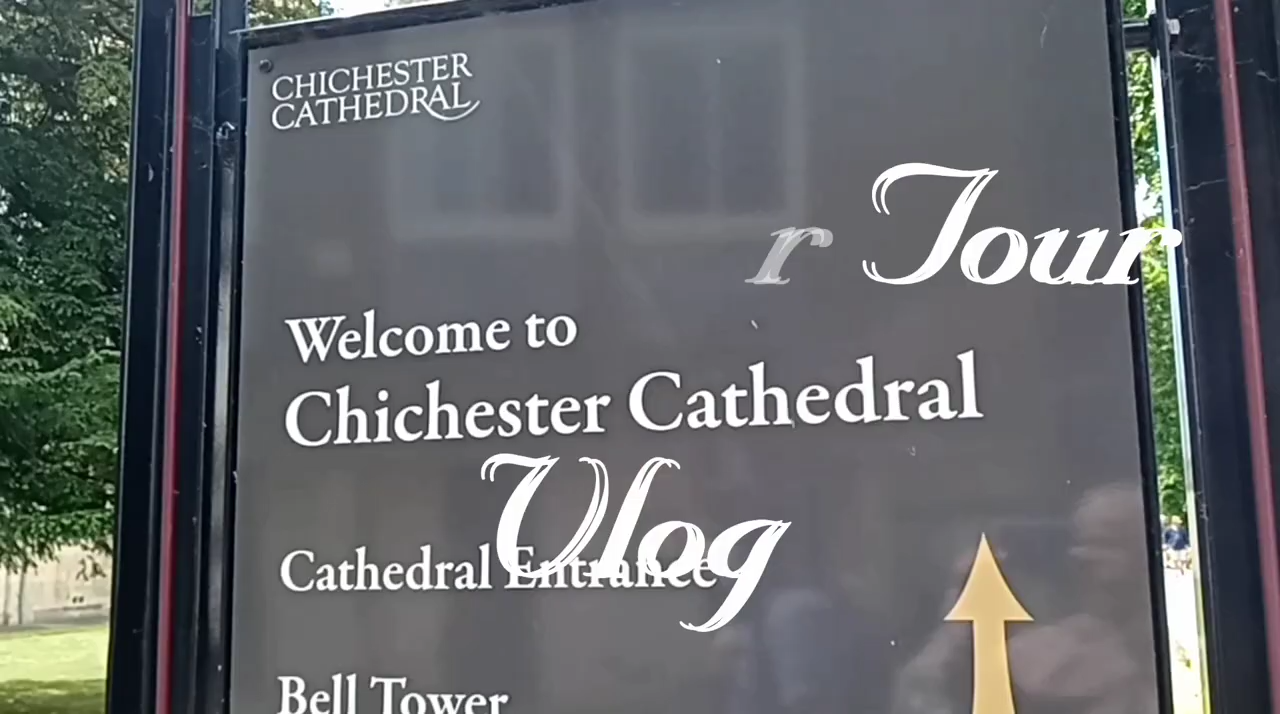 CHICHESTER
CATHEDRAL
r Tour
Welcome to
Chichester Cathedral
Vlog
Cathedral Entrance
Bell Tower